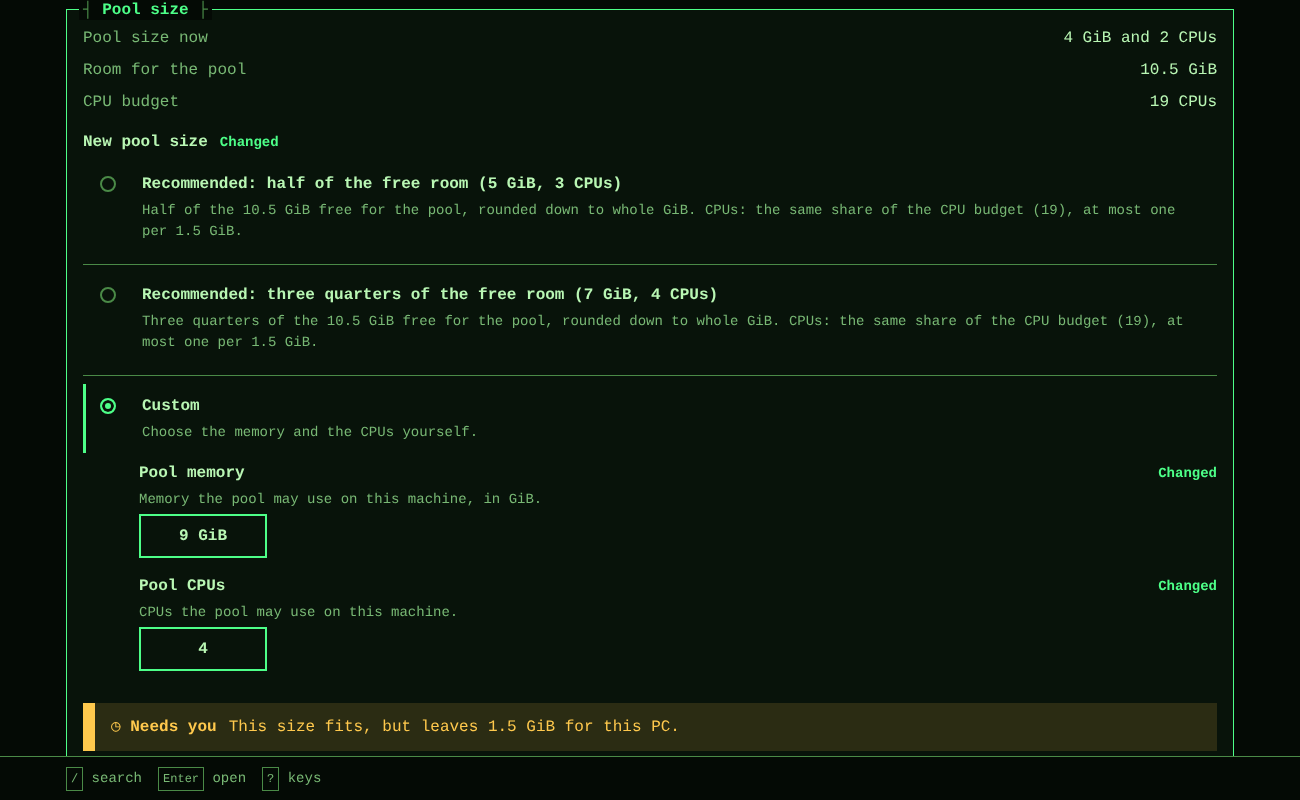 Pool size
Pool size now 4 GiB and 2 CPUs
Room for the pool 10.5 GiB
CPU budget 19 CPUs
New pool size Changed
Recommended: half of the free room (5 GiB, 3 CPUs)
Half of the 10.5 GiB free for the pool, rounded down to whole GiB. CPUs: the same share of the CPU budget (19), at most one
per 1.5 GiB.
Recommended: three quarters of the free room (7 GiB, 4 CPUs)
Three quarters of the 10.5 GiB free for the pool, rounded down to whole GiB. CPUs: the same share of the CPU budget (19), at
most one per 1.5 GiB.
Custom
Choose the memory and the CPUs yourself.
Pool memory Changed
Memory the pool may use on this machine, in GiB.
9 GiB
Pool CPUs Changed
CPUs the pool may use on this machine.
4
Needs you This size fits, but leaves 1.5 GiB for this PC.
/ search Enter open ? keys